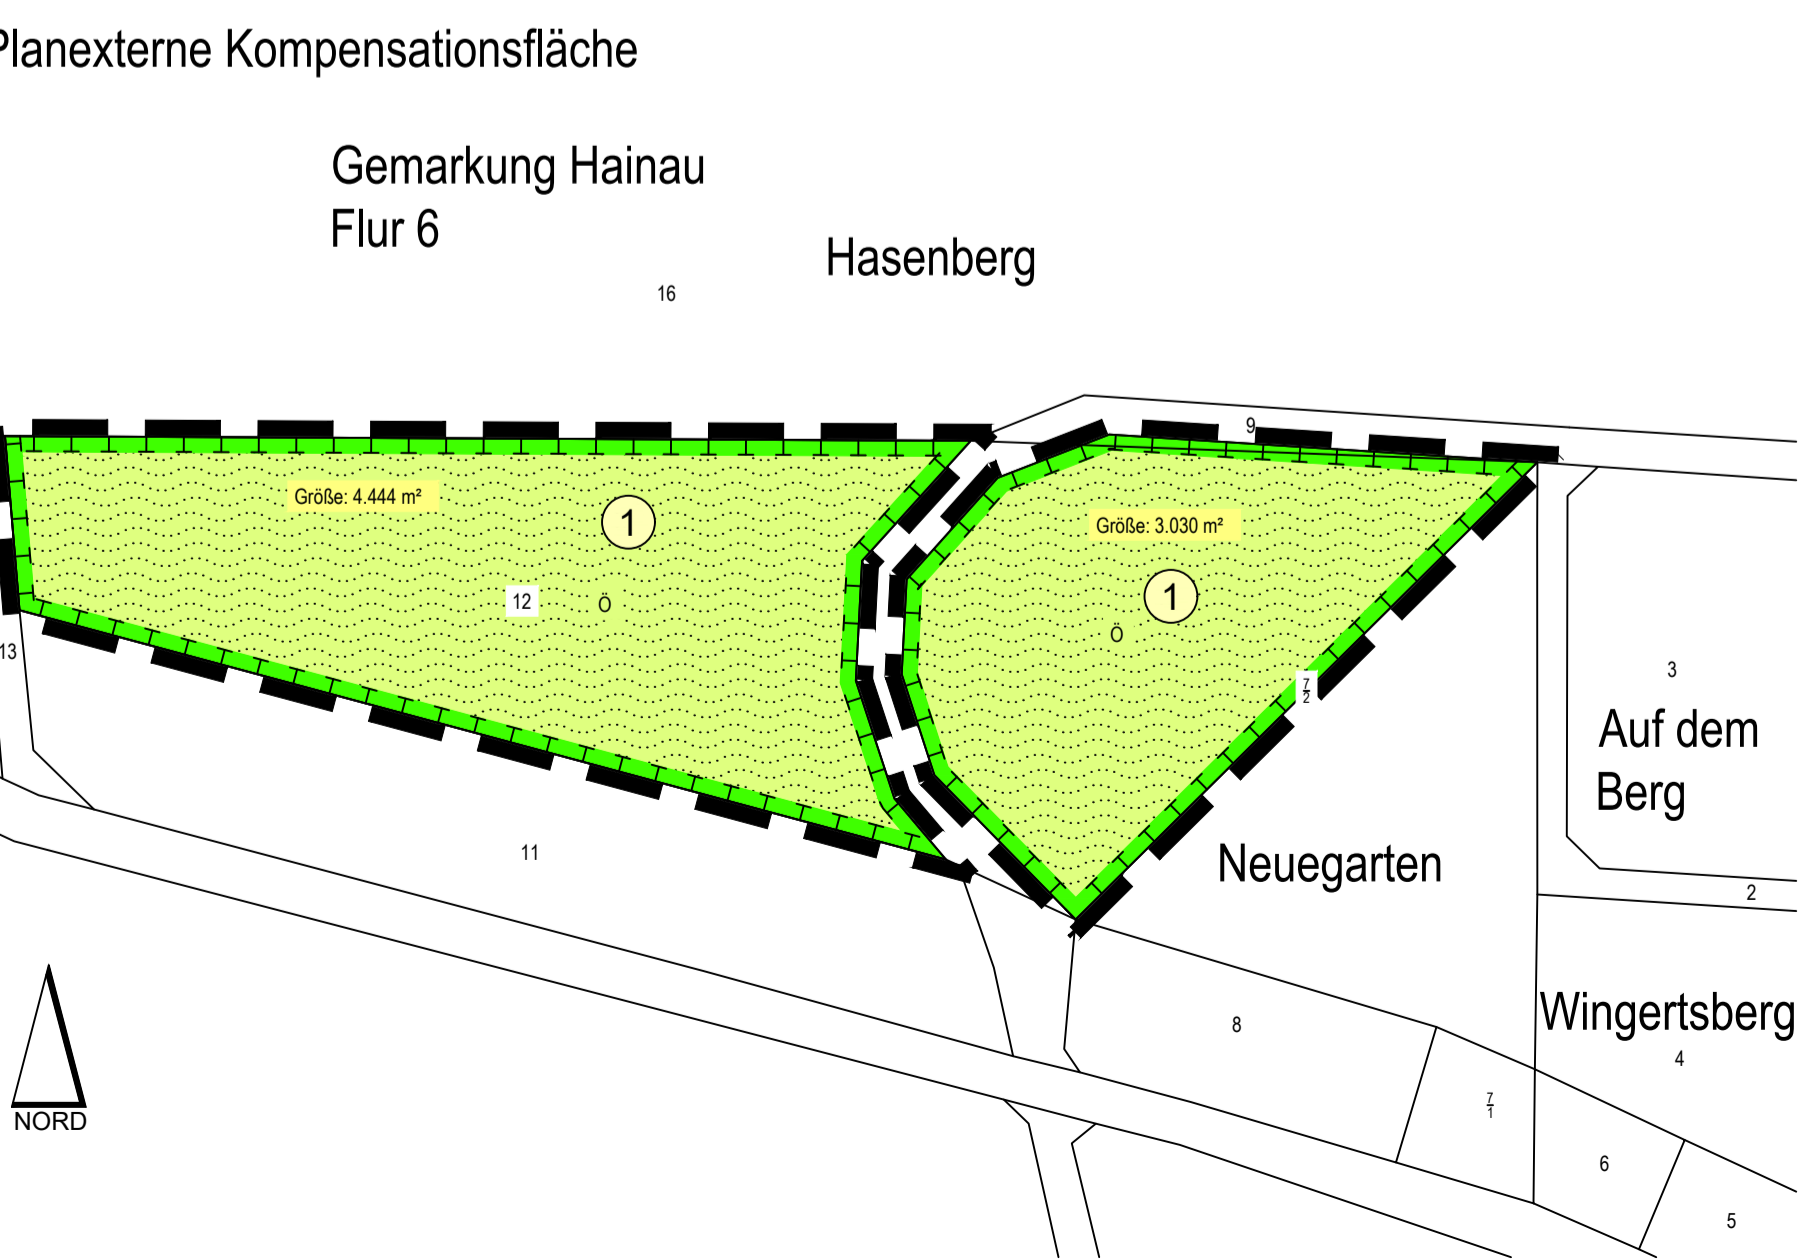 Planexterne Kompensationsfläche
Gemarkung Hainau
Flur 6
Hasenberg
16
9
Größe: 4.444 m²
1
Größe: 3.030 m²
1
12
Ö
Ö
13
7
2
3
Auf dem
Berg
11
Neuegarten
2
Wingertsberg
8
4
7
1
NORD
6
5